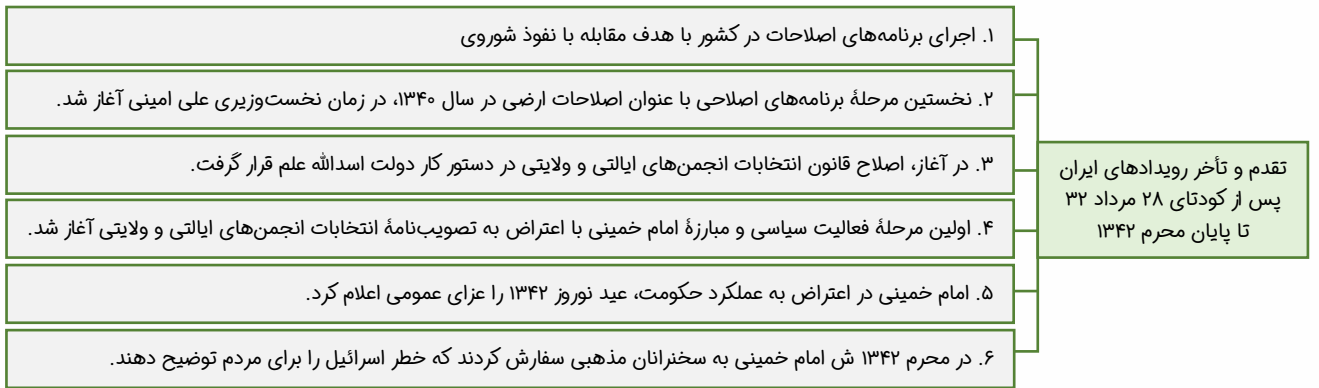 تقدم و تأخر رویدادهای ایران
پس از کودتای ۲۸ مرداد ۳۲
تا پایان محرم ۱۳۴۲
۱. اجرای برنامه‌های اصلاحات در کشور با هدف مقابله با نفوذ شوروی
۲. نخستین مرحلهٔ برنامه‌های اصلاحی با عنوان اصلاحات ارضی در سال ۱۳۴۰، در زمان نخست‌وزیری علی امینی آغاز شد.
۳. در آغاز، اصلاح قانون انتخابات انجمن‌های ایالتی و ولایتی در دستور کار دولت اسدالله علم قرار گرفت.
۴. اولین مرحلهٔ فعالیت سیاسی و مبارزهٔ امام خمینی با اعتراض به تصویب‌نامهٔ انتخابات انجمن‌های ایالتی و ولایتی آغاز شد.
۵. امام خمینی در اعتراض به عملکرد حکومت، عید نوروز ۱۳۴۲ را عزای عمومی اعلام کرد.
۶. در محرم ۱۳۴۲ ش امام خمینی به سخنرانان مذهبی سفارش کردند که خطر اسرائیل را برای مردم توضیح دهند.